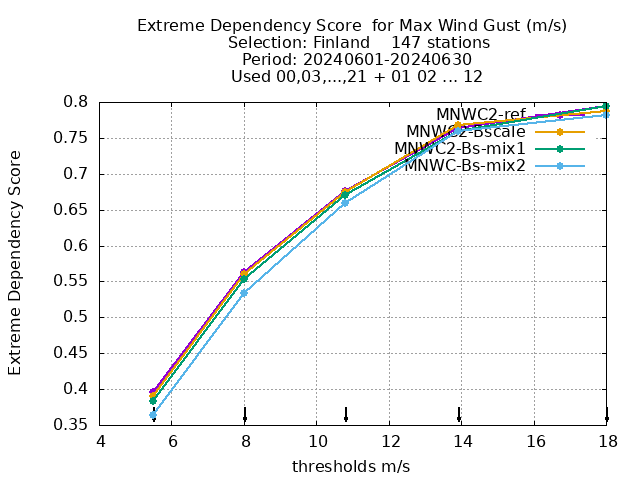 Extreme Dependency Score  for Max Wind Gust (m/s)
Selection: Finland    147 stations
Period: 20240601-20240630
Used 00,03,...,21 + 01 02 ... 12
Extreme Dependency Score
0.8
0.75
0.7
0.65
0.6
0.55
0.5
0.45
0.4
0.35
MNWC2-ref
MNWC2-Bscale
MNWC2-Bs-mix1
MNWC-Bs-mix2
4 6 8 10 12 14 16 18
thresholds m/s